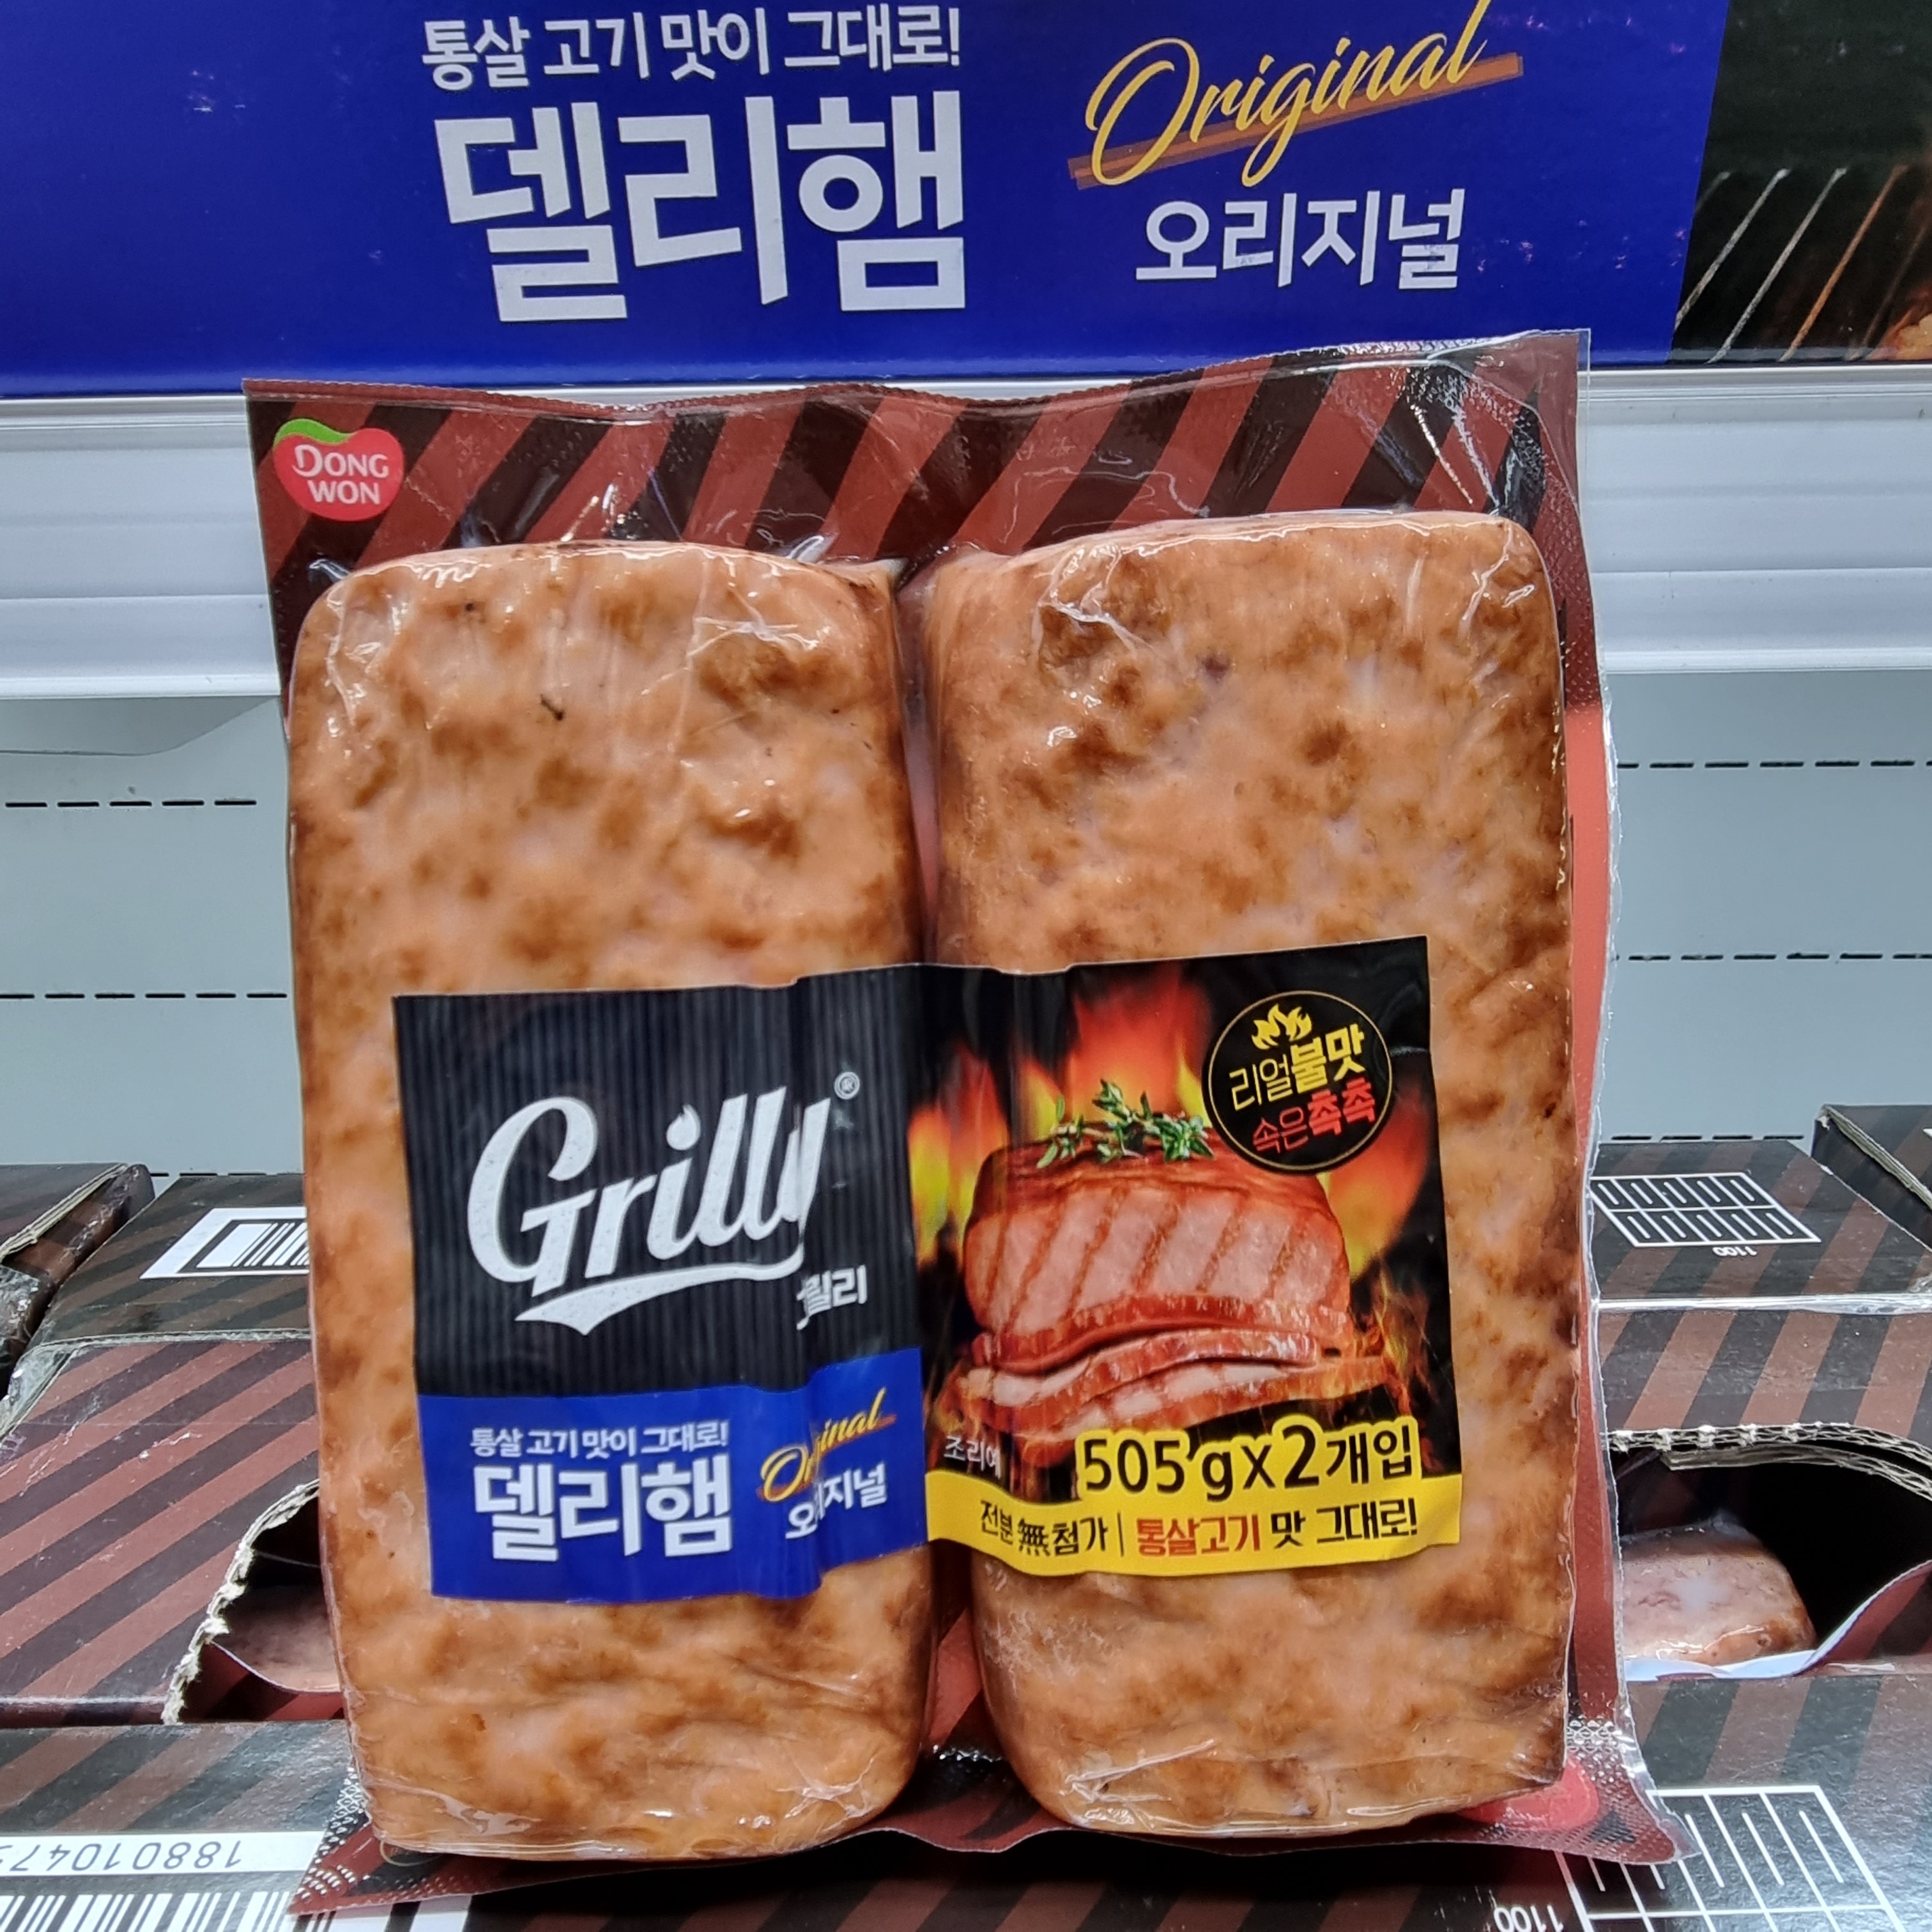 통살 고기 맛이 그대로!
델리햄
Original
오리지널
DONG
WON
Grilly
릴리
통살 고기 맛이 그대로!
델리햄
Original
오리지널
리얼불맛
속은촉촉
조리예
505 g x 2개입
전분 無첨가 | 통살고기 맛 그대로!
1100
1100